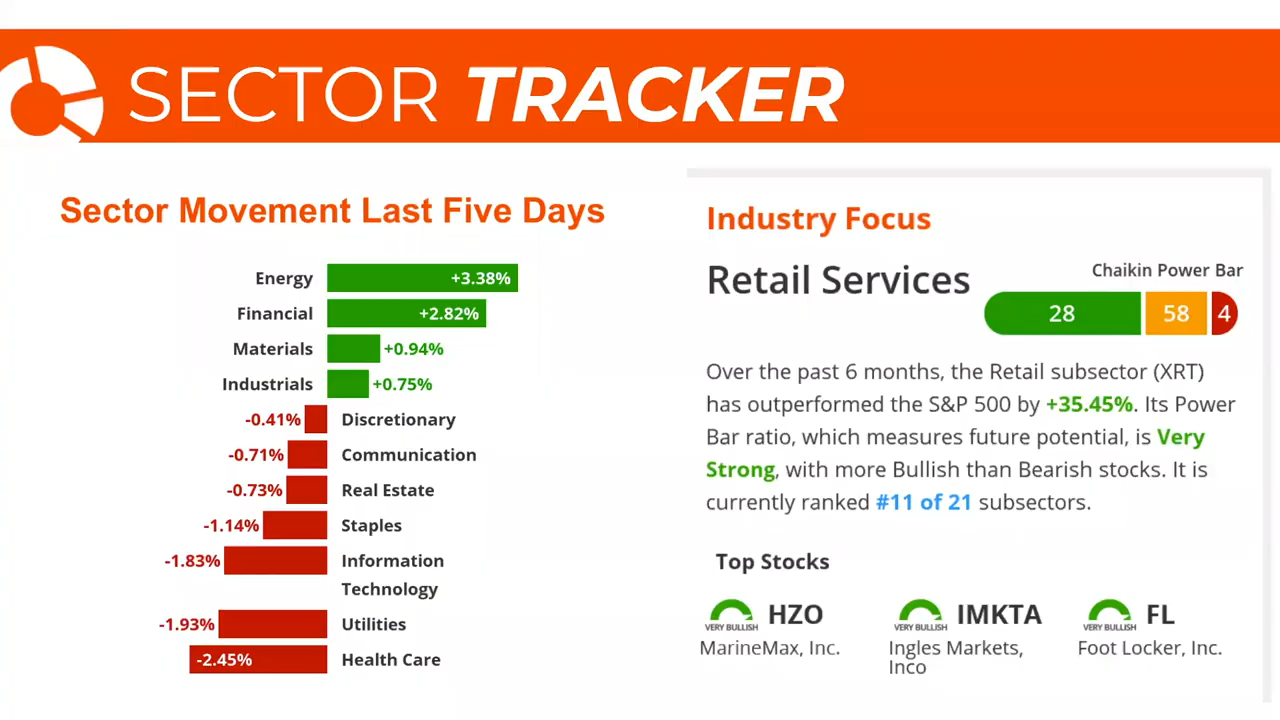 SECTOR TRACKER
Sector Movement Last Five Days
Energy +3.38%
Financial +2.82%
Materials +0.94%
Industrials +0.75%
-0.41% Discretionary
-0.71% Communication
-0.73% Real Estate
-1.14% Staples
-1.83% Information
Technology
-1.93% Utilities
-2.45% Health Care
Industry Focus
Retail Services
Chaikin Power Bar
28 58 4
Over the past 6 months, the Retail subsector (XRT)
has outperformed the S&P 500 by +35.45%. Its Power
Bar ratio, which measures future potential, is Very
Strong, with more Bullish than Bearish stocks. It is
currently ranked #11 of 21 subsectors.
Top Stocks
VERY BULLISH HZO
MarineMax, Inc.
VERY BULLISH IMKTA
Ingles Markets,
Inco
VERY BULLISH FL
Foot Locker, Inc.